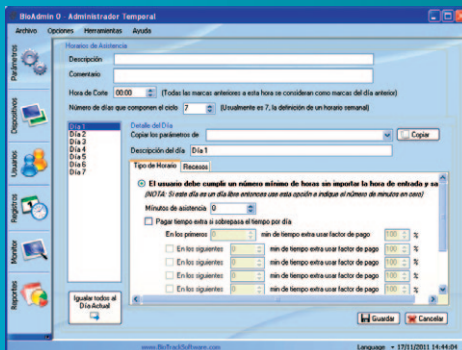 BioAdmin 0 - Administrador Temporal
Archivo Opciones Herramientas Ayuda
Parámetros
Dispositivos
Usuarios
Registros
Monitor
Reportes
Horarios de Asistencia
Descripción
Comentario
Hora de Corte 00:00 (Todas las marcas anteriores a esta hora se consideran como marcas del día anterior)
Número de días que componen el ciclo 7 (Usualmente es 7, la definición de un horario semanal)
Día 1
Día 2
Día 3
Día 4
Día 5
Día 6
Día 7
Igualar todos al Día Actual
Detalle del Día
Copiar los parámetros de Copiar
Descripción del día Día 1
Tipo de Horario Recesos
El usuario debe cumplir un número mínimo de horas sin importar la hora de entrada y sa
(NOTA: Si este día es un día libre entonces use esta opción e indique el número de minutos en cero)
Minutos de asistencia 0
Pagar tiempo extra si sobrepasa el tiempo por día
En los primeros 0 min de tiempo extra usar factor de pago 100 %
En los siguientes 0 min de tiempo extra usar factor de pago 100 %
En los siguientes 0 min de tiempo extra usar factor de pago 100 %
En los siguientes 0 min de tiempo extra usar factor de pago 100 %
En los siguientes 0 min de tiempo extra usar factor de pago 100 %
Guardar Cancelar
www.BioTrackSoftware.com Language 17/11/2011 14:44:04